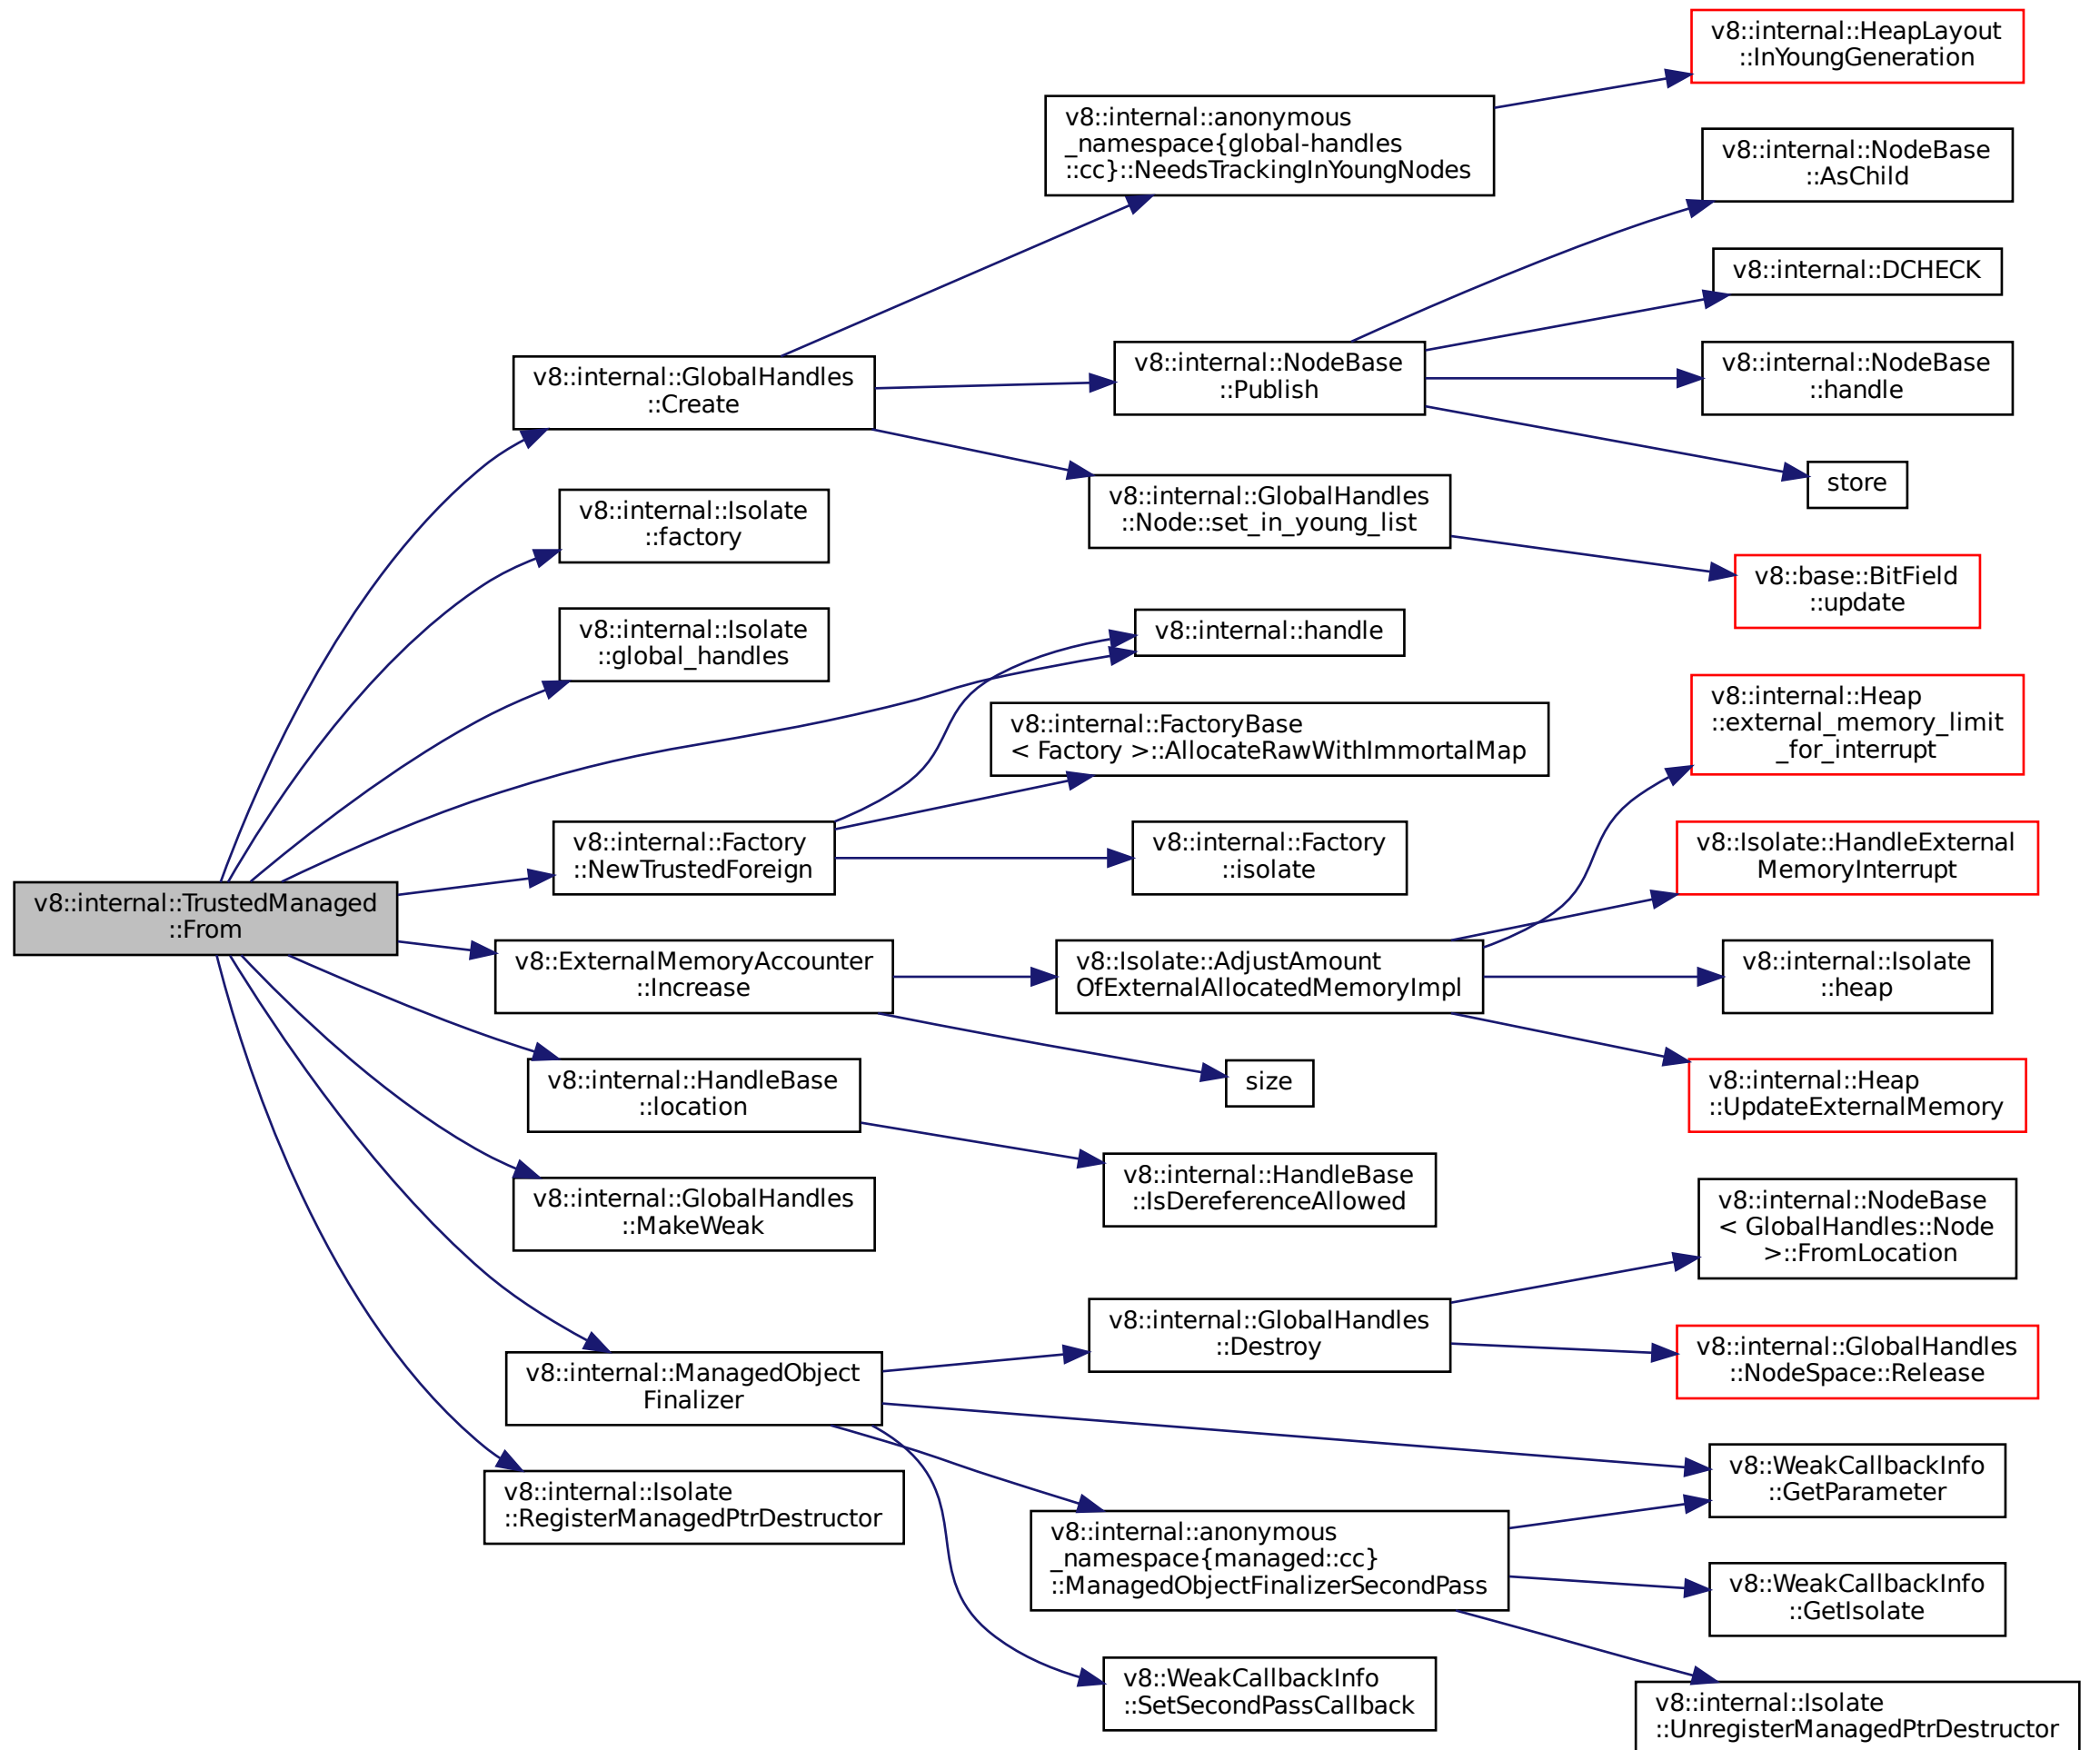 v8::internal::TrustedManaged
::From
v8::internal::GlobalHandles
::Create
v8::internal::Isolate
::factory
v8::internal::Isolate
::global_handles
v8::internal::Factory
::NewTrustedForeign
v8::ExternalMemoryAccounter
::Increase
v8::internal::HandleBase
::location
v8::internal::GlobalHandles
::MakeWeak
v8::internal::ManagedObject
Finalizer
v8::internal::Isolate
::RegisterManagedPtrDestructor
v8::internal::anonymous
_namespace{global-handles
::cc}::NeedsTrackingInYoungNodes
v8::internal::NodeBase
::Publish
v8::internal::GlobalHandles
::Node::set_in_young_list
v8::internal::handle
v8::internal::FactoryBase
< Factory >::AllocateRawWithImmortalMap
v8::internal::Factory
::isolate
v8::Isolate::AdjustAmount
OfExternalAllocatedMemoryImpl
size
v8::internal::HandleBase
::IsDereferenceAllowed
v8::internal::GlobalHandles
::Destroy
v8::internal::anonymous
_namespace{managed::cc}
::ManagedObjectFinalizerSecondPass
v8::WeakCallbackInfo
::SetSecondPassCallback
v8::internal::HeapLayout
::InYoungGeneration
v8::internal::NodeBase
::AsChild
v8::internal::DCHECK
v8::internal::NodeBase
::handle
store
v8::base::BitField
::update
v8::internal::Heap
::external_memory_limit
_for_interrupt
v8::Isolate::HandleExternal
MemoryInterrupt
v8::internal::Isolate
::heap
v8::internal::Heap
::UpdateExternalMemory
v8::internal::NodeBase
< GlobalHandles::Node
>::FromLocation
v8::internal::GlobalHandles
::NodeSpace::Release
v8::WeakCallbackInfo
::GetParameter
v8::WeakCallbackInfo
::GetIsolate
v8::internal::Isolate
::UnregisterManagedPtrDestructor